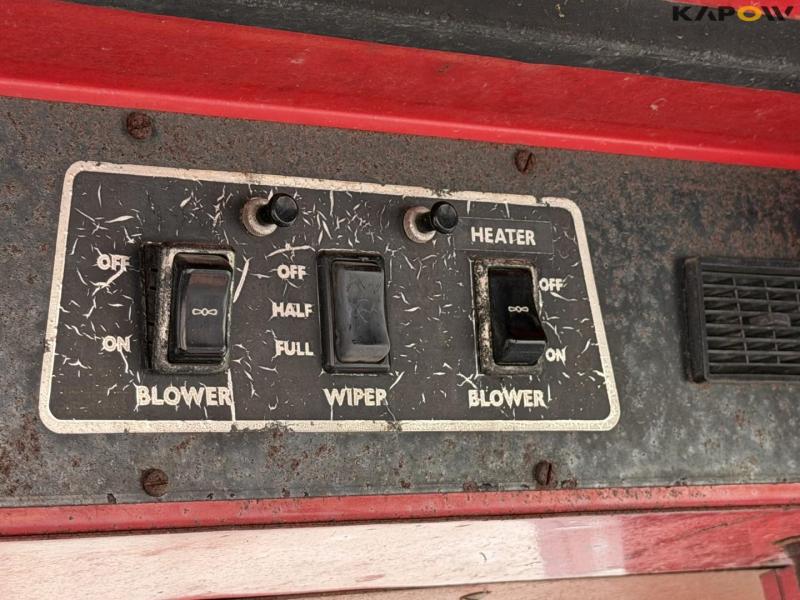 KAPOW
HEATER
OFF
ON
BLOWER
OFF
HALF
FULL
WIPER
OFF
ON
BLOWER